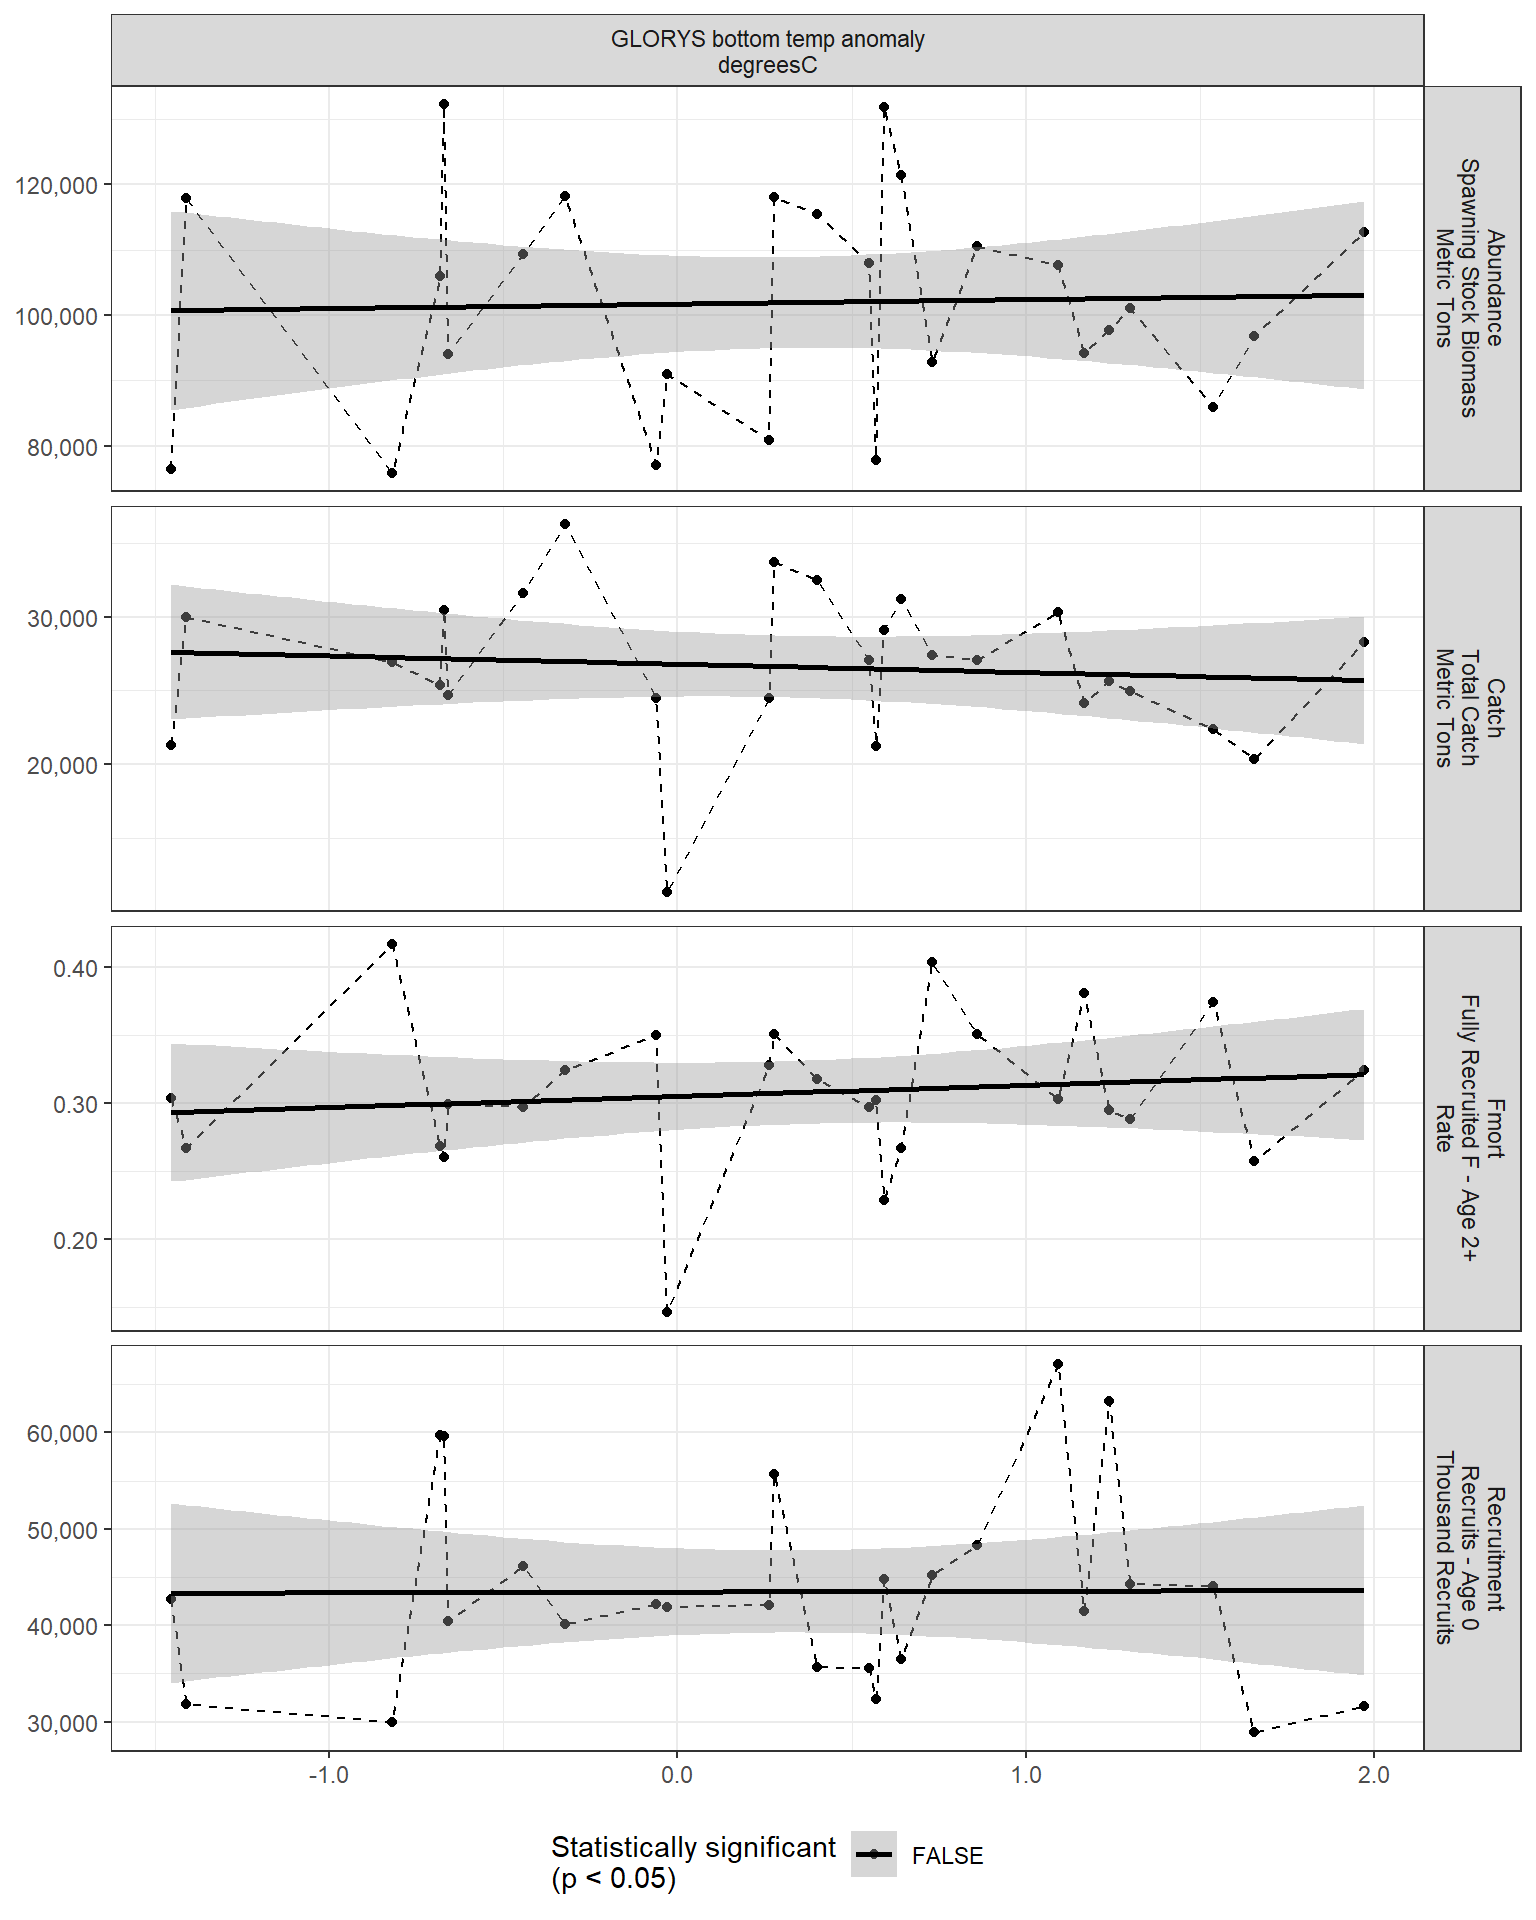 GLORYS bottom temp anomaly
degreesC
120,000
100,000
80,000
Abundance
Spawning Stock Biomass
Metric Tons
30,000
20,000
Catch
Total Catch
Metric Tons
0.40
0.30
0.20
Fmort
Fully Recruited F - Age 2+
Rate
60,000
50,000
40,000
30,000
Recruitment
Recruits - Age 0
Thousand Recruits
-1.0
0.0
1.0
2.0
Statistically significant
(p < 0.05)
FALSE